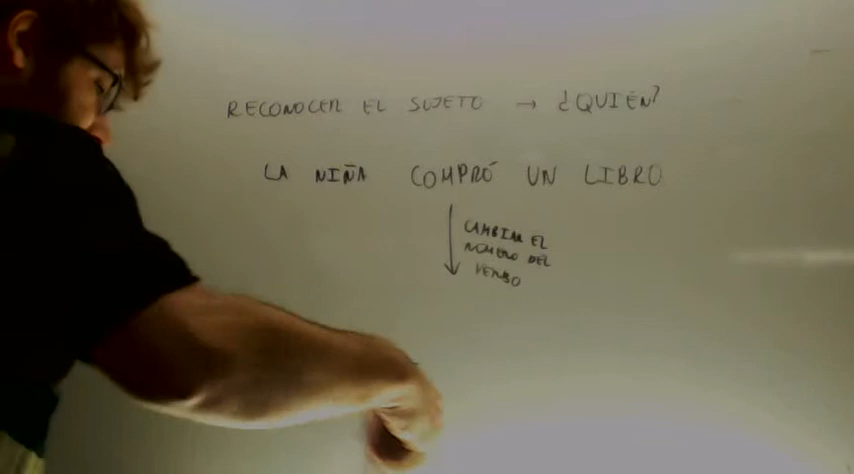 RECONOCER EL SUJETO → ¿QUIÉN?
LA NIÑA COMPRÓ UN LIBRO
CAMBIAR EL
NÚMERO DEL
VERBO